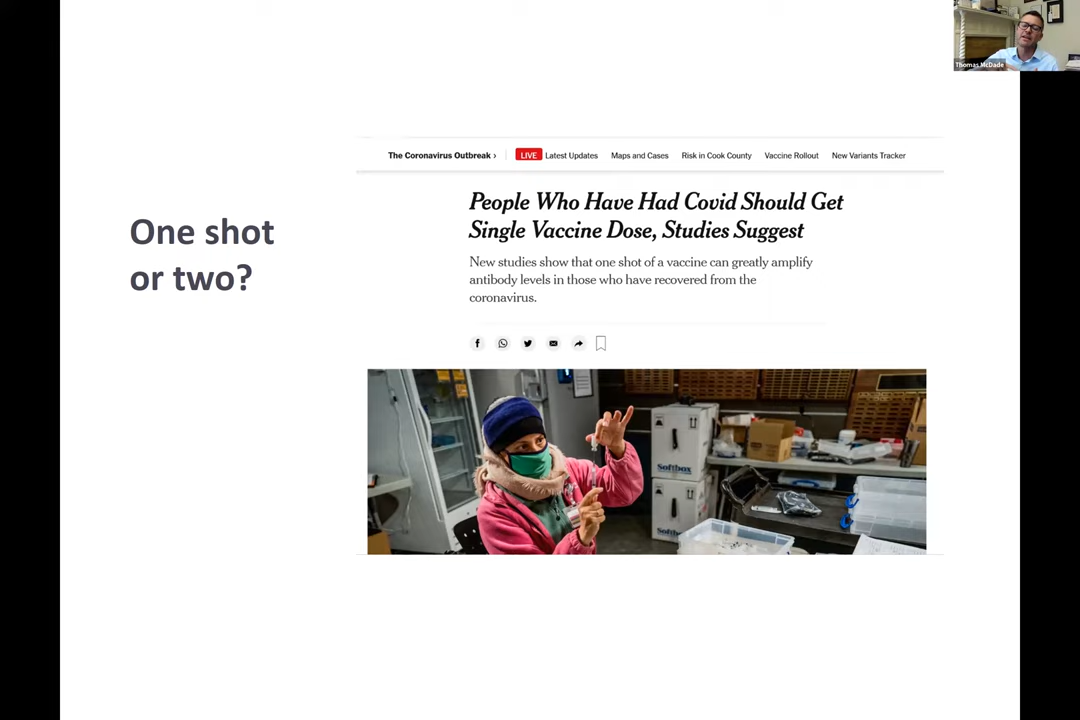 Thomas McDade
The Coronavirus Outbreak ›
LIVE Latest Updates Maps and Cases Risk in Cook County Vaccine Rollout New Variants Tracker
One shot
or two?
People Who Have Had Covid Should Get
Single Vaccine Dose, Studies Suggest
New studies show that one shot of a vaccine can greatly amplify
antibody levels in those who have recovered from the
coronavirus.
Softbox
Softbox